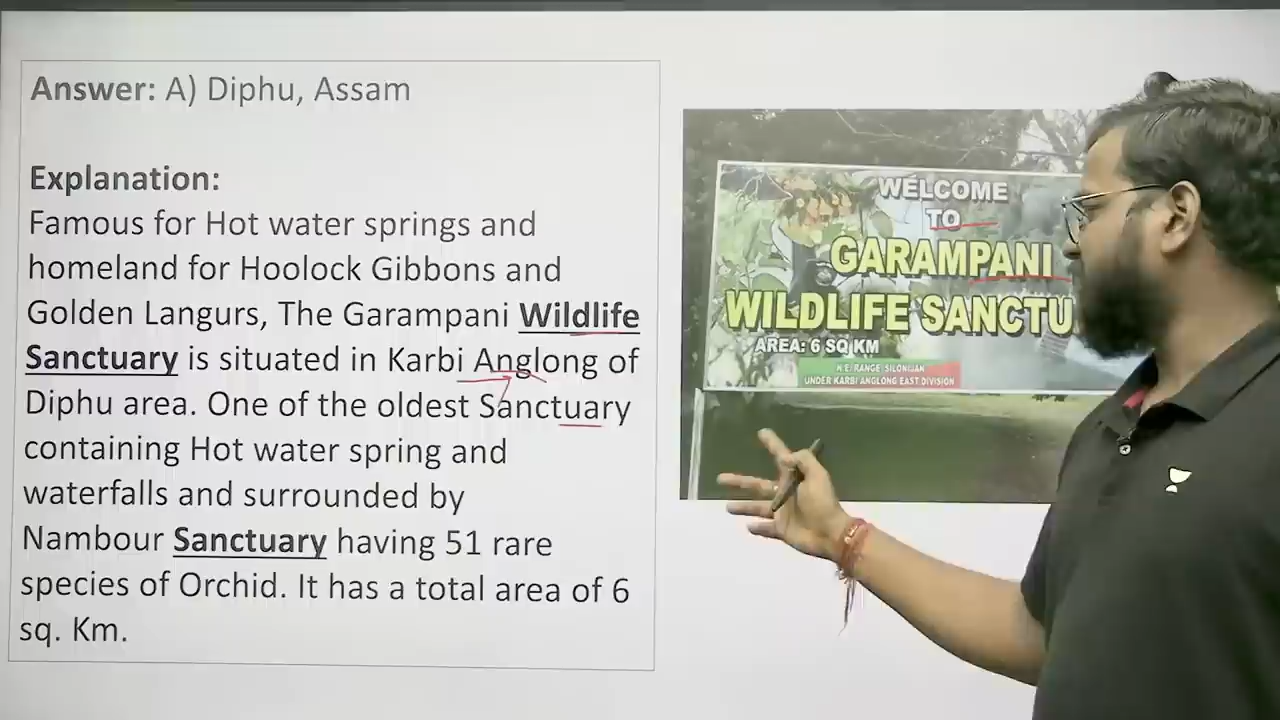 Answer: A) Diphu, Assam
Explanation:
Famous for Hot water springs and
homeland for Hoolock Gibbons and
Golden Langurs, The Garampani Wildlife
Sanctuary is situated in Karbi Anglong of
Diphu area. One of the oldest Sanctuary
containing Hot water spring and
waterfalls and surrounded by
Nambour Sanctuary having 51 rare
species of Orchid. It has a total area of 6
sq. Km.
WELCOME
TO
GARAMPANI
WILDLIFE SANCTU
AREA: 6 SQ KM
N.E. RANGE, SILONIJAN
UNDER KARBI ANGLONG EAST DIVISION